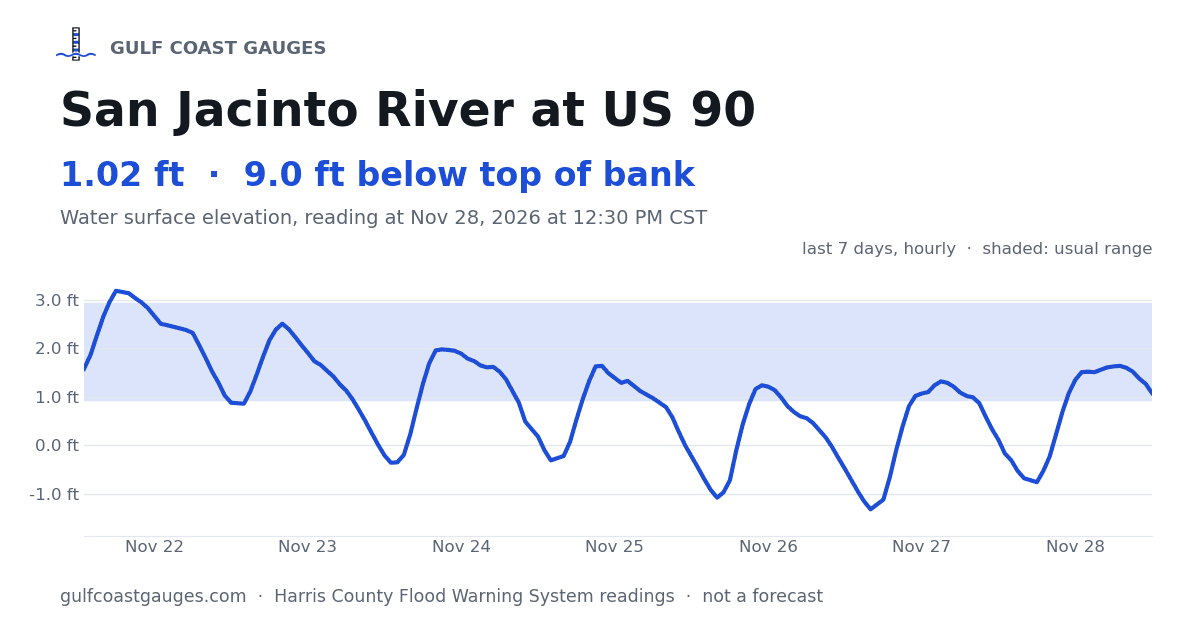 GULF COAST GAUGES
San Jacinto River at US 90
1.02 ft · 9.0 ft below top of bank
Water surface elevation, reading at Nov 28, 2026 at 12:30 PM CST
last 7 days, hourly · shaded: usual range
3.0 ft
2.0 ft
1.0 ft
0.0 ft
-1.0 ft
Nov 22 Nov 23 Nov 24 Nov 25 Nov 26 Nov 27 Nov 28
gulfcoastgauges.com · Harris County Flood Warning System readings · not a forecast